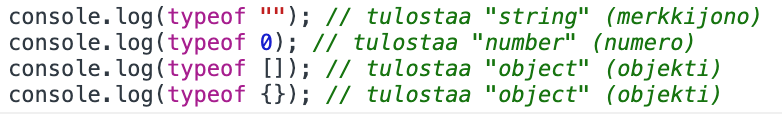 console.log(typeof ""); // tulostaa "string" (merkkijono)
console.log(typeof 0); // tulostaa "number" (numero)
console.log(typeof []); // tulostaa "object" (objekti)
console.log(typeof {}); // tulostaa "object" (objekti)